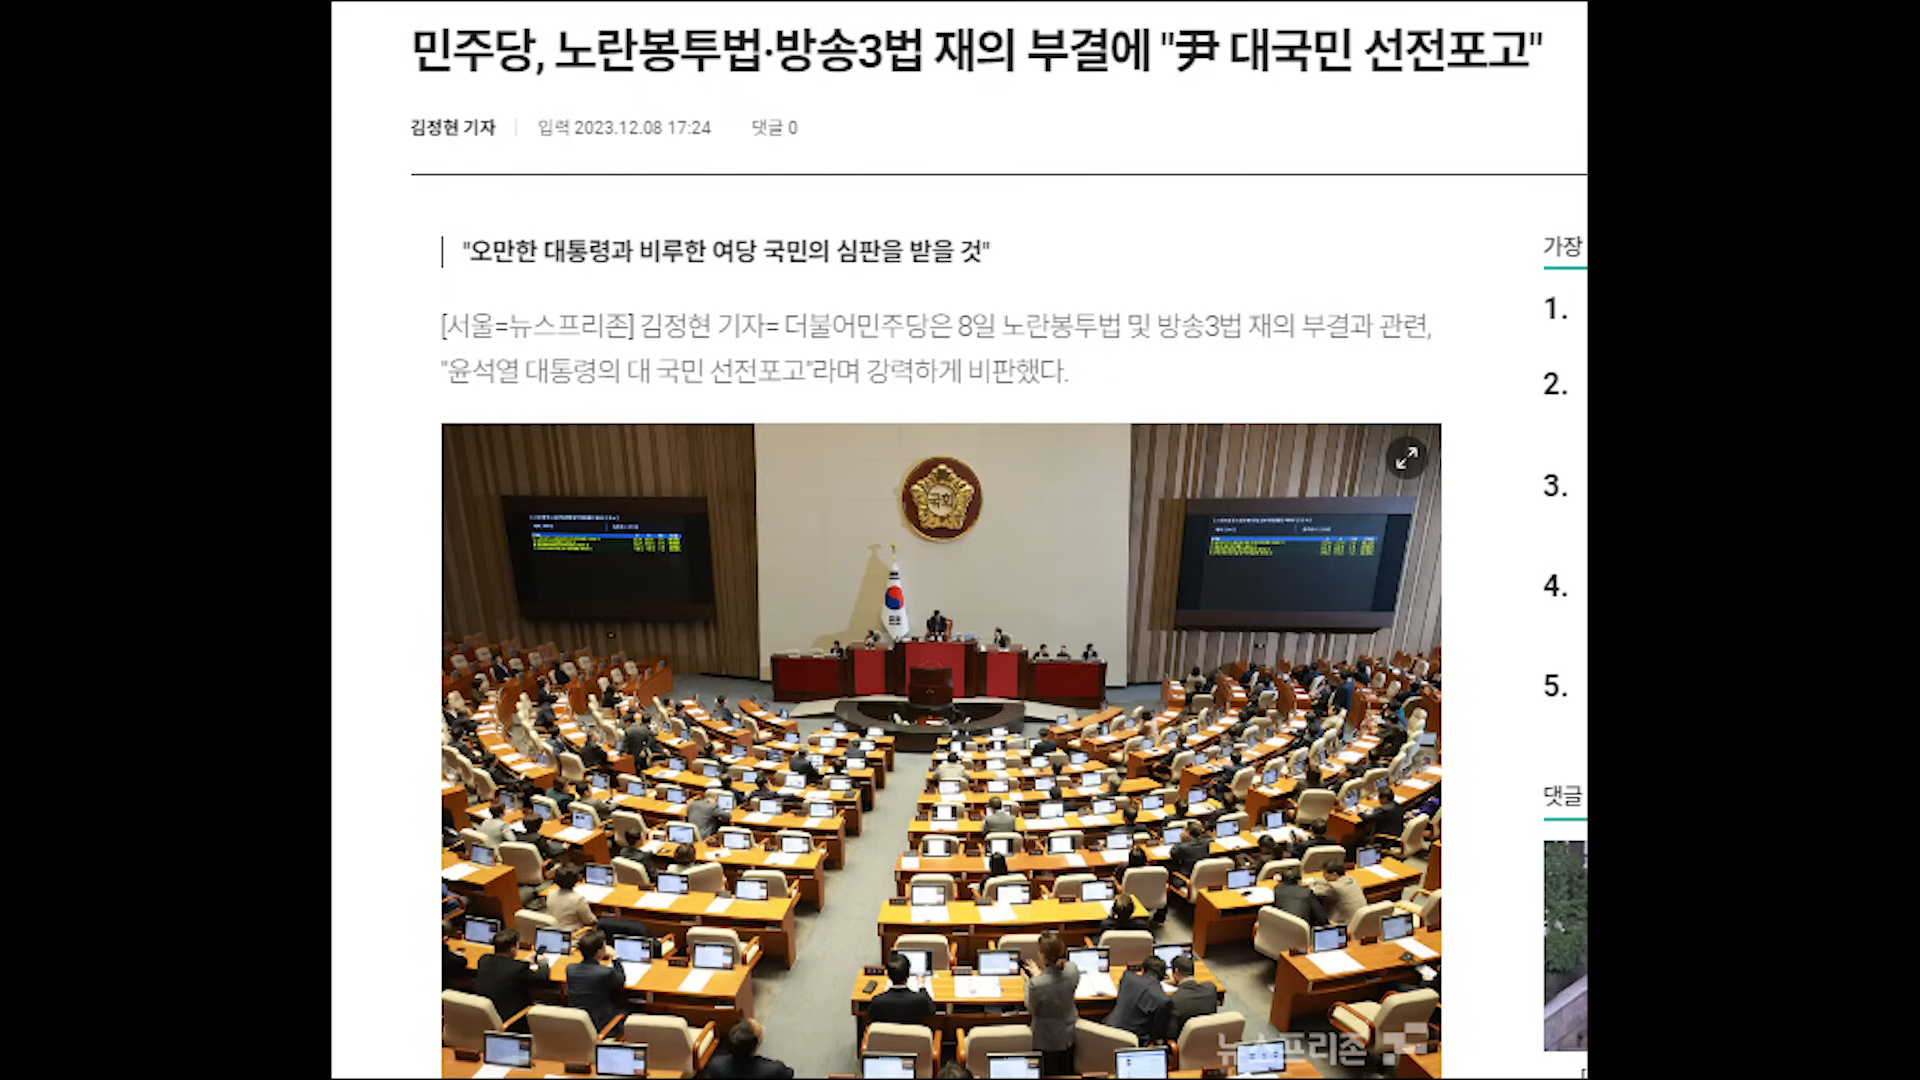 민주당, 노란봉투법·방송3법 재의 부결에 "尹 대국민 선전포고"
김정현 기자 입력 2023.12.08 17:24 댓글 0
"오만한 대통령과 비루한 여당 국민의 심판을 받을 것"
[서울=뉴스프리존] 김정현 기자= 더불어민주당은 8일 노란봉투법 및 방송3법 재의 부결과 관련,
"윤석열 대통령의 대 국민 선전포고"라며 강력하게 비판했다.
국회
뉴스프리존
가장
1.
2.
3.
4.
5.
댓글